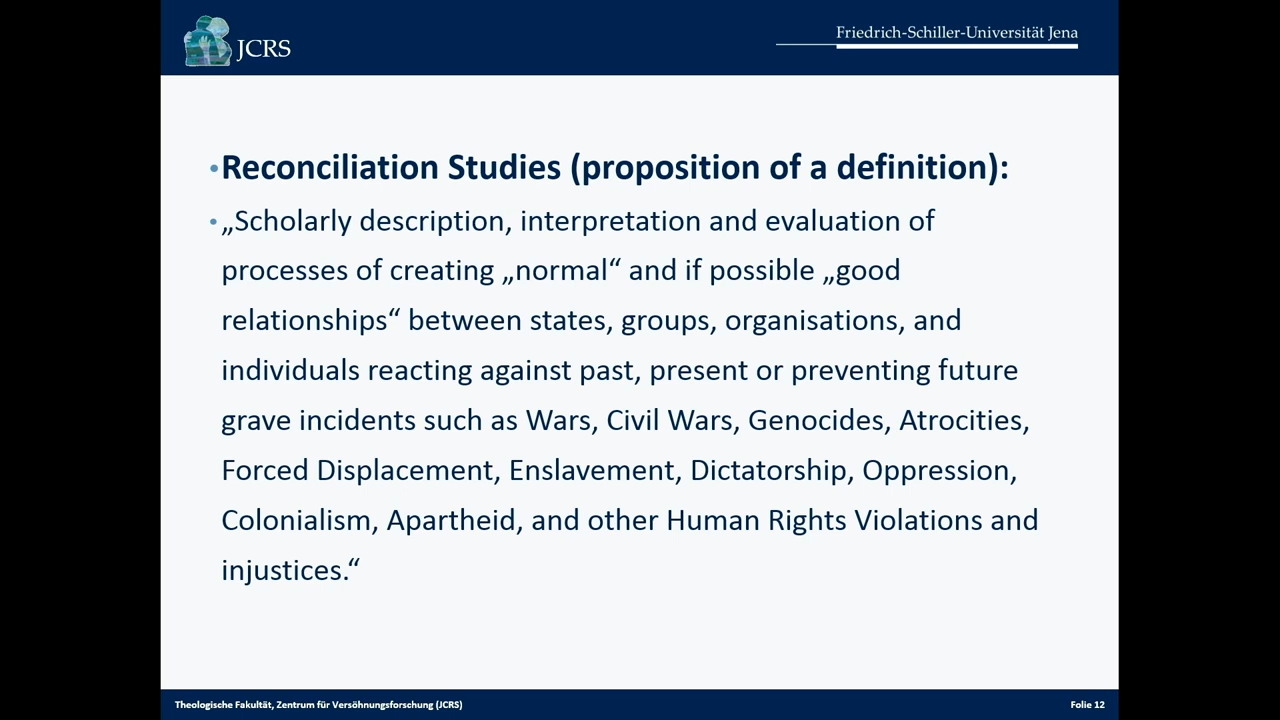 JCRS
Friedrich-Schiller-Universität Jena
•Reconciliation Studies (proposition of a definition):
•„Scholarly description, interpretation and evaluation of
processes of creating „normal“ and if possible „good
relationships“ between states, groups, organisations, and
individuals reacting against past, present or preventing future
grave incidents such as Wars, Civil Wars, Genocides, Atrocities,
Forced Displacement, Enslavement, Dictatorship, Oppression,
Colonialism, Apartheid, and other Human Rights Violations and
injustices.“
Theologische Fakultät, Zentrum für Versöhnungsforschung (JCRS)
Folie 12